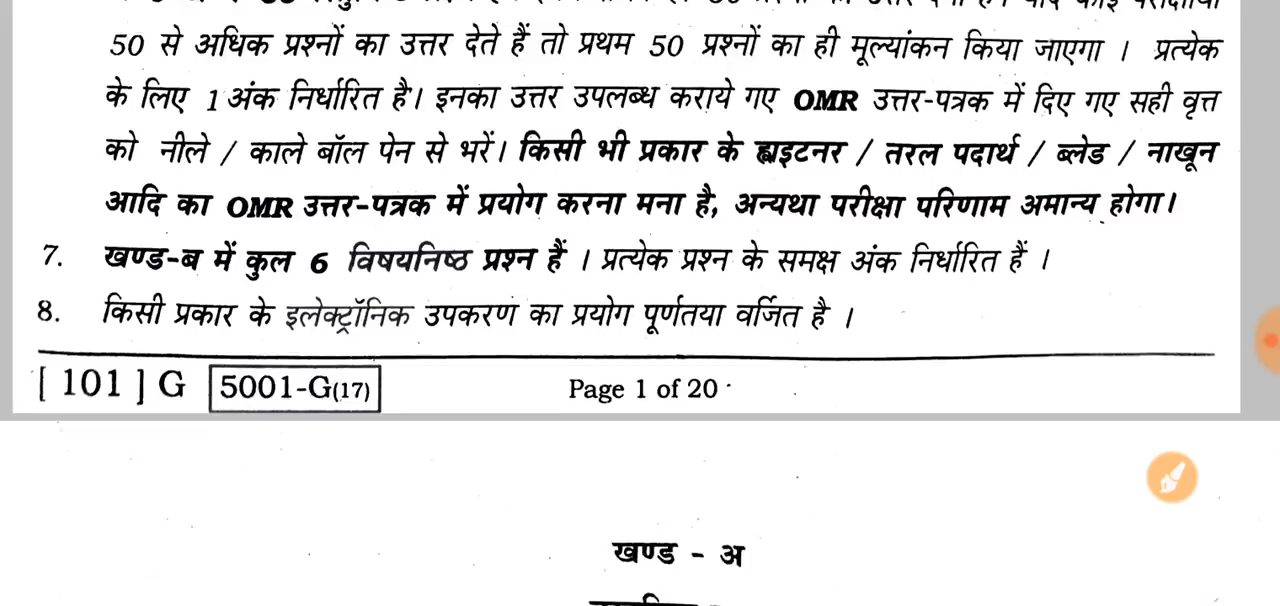 50 से अधिक प्रश्नों का उत्तर देते हैं तो प्रथम 50 प्रश्नों का ही मूल्यांकन किया जाएगा । प्रत्येक
के लिए 1 अंक निर्धारित है। इनका उत्तर उपलब्ध कराये गए OMR उत्तर-पत्रक में दिए गए सही वृत्त
को नीले / काले बॉल पेन से भरें। किसी भी प्रकार के ह्वाइटनर / तरल पदार्थ / ब्लेड / नाखून
आदि का OMR उत्तर-पत्रक में प्रयोग करना मना है, अन्यथा परीक्षा परिणाम अमान्य होगा।
7. खण्ड-ब में कुल 6 विषयनिष्ठ प्रश्न हैं । प्रत्येक प्रश्न के समक्ष अंक निर्धारित हैं ।
8. किसी प्रकार के इलेक्ट्रॉनिक उपकरण का प्रयोग पूर्णतया वर्जित है ।
[ 101 ] G 5001-G(17) Page 1 of 20
खण्ड - अ